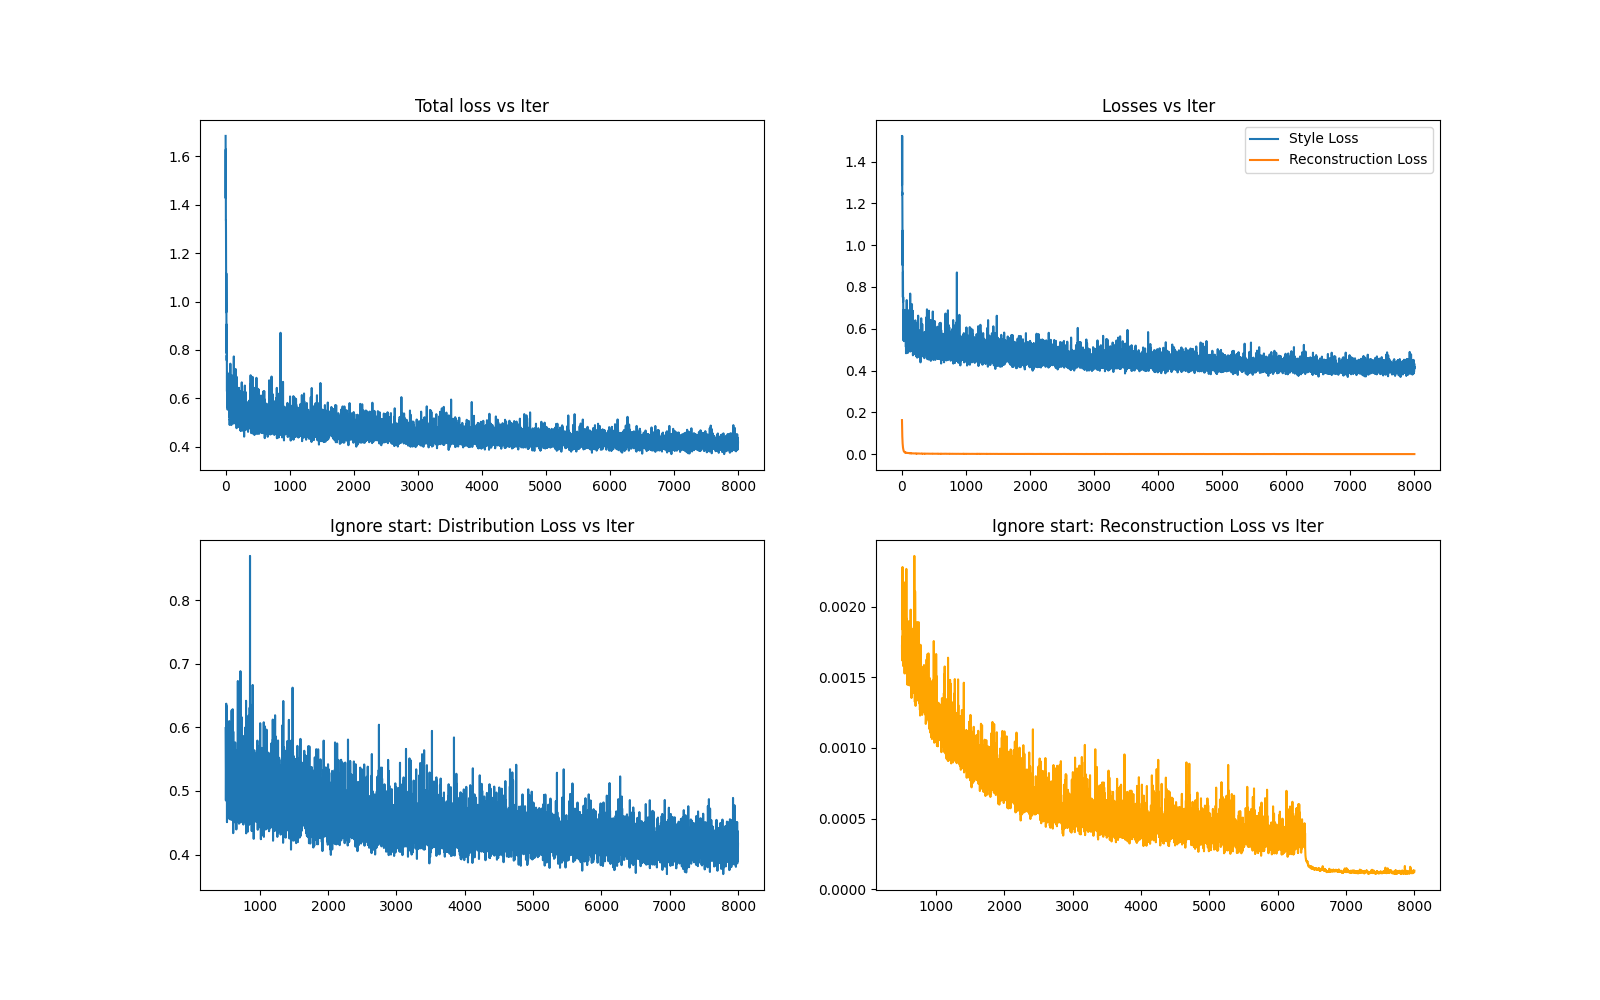 Total loss vs Iter
1.6
1.4
1.2
1.0
0.8
0.6
0.4
0 1000 2000 3000 4000 5000 6000 7000 8000
Losses vs Iter
Style Loss
Reconstruction Loss
1.4
1.2
1.0
0.8
0.6
0.4
0.2
0.0
0 1000 2000 3000 4000 5000 6000 7000 8000
Ignore start: Distribution Loss vs Iter
0.8
0.7
0.6
0.5
0.4
1000 2000 3000 4000 5000 6000 7000 8000
Ignore start: Reconstruction Loss vs Iter
0.0020
0.0015
0.0010
0.0005
0.0000
1000 2000 3000 4000 5000 6000 7000 8000